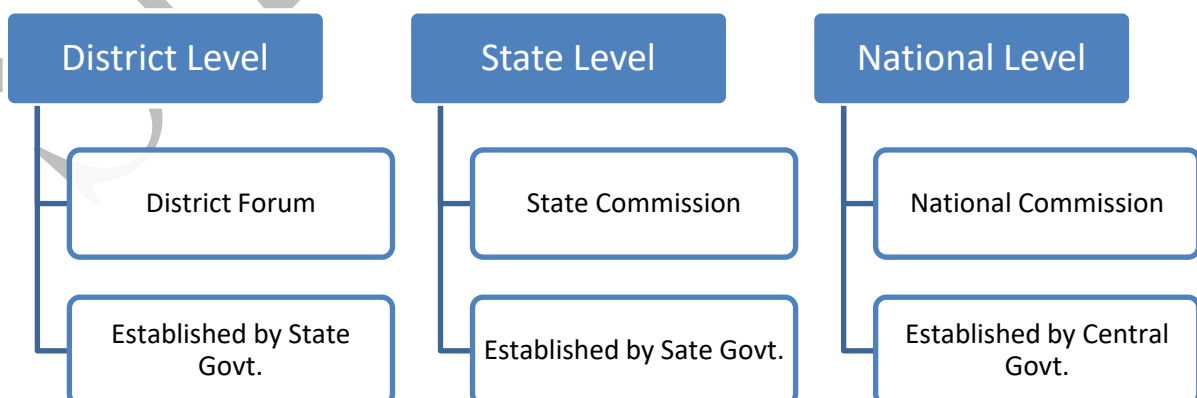 District Level
District Forum
Established by State
Govt.
State Level
State Commission
Established by Sate Govt.
National Level
National Commission
Established by Central
Govt.